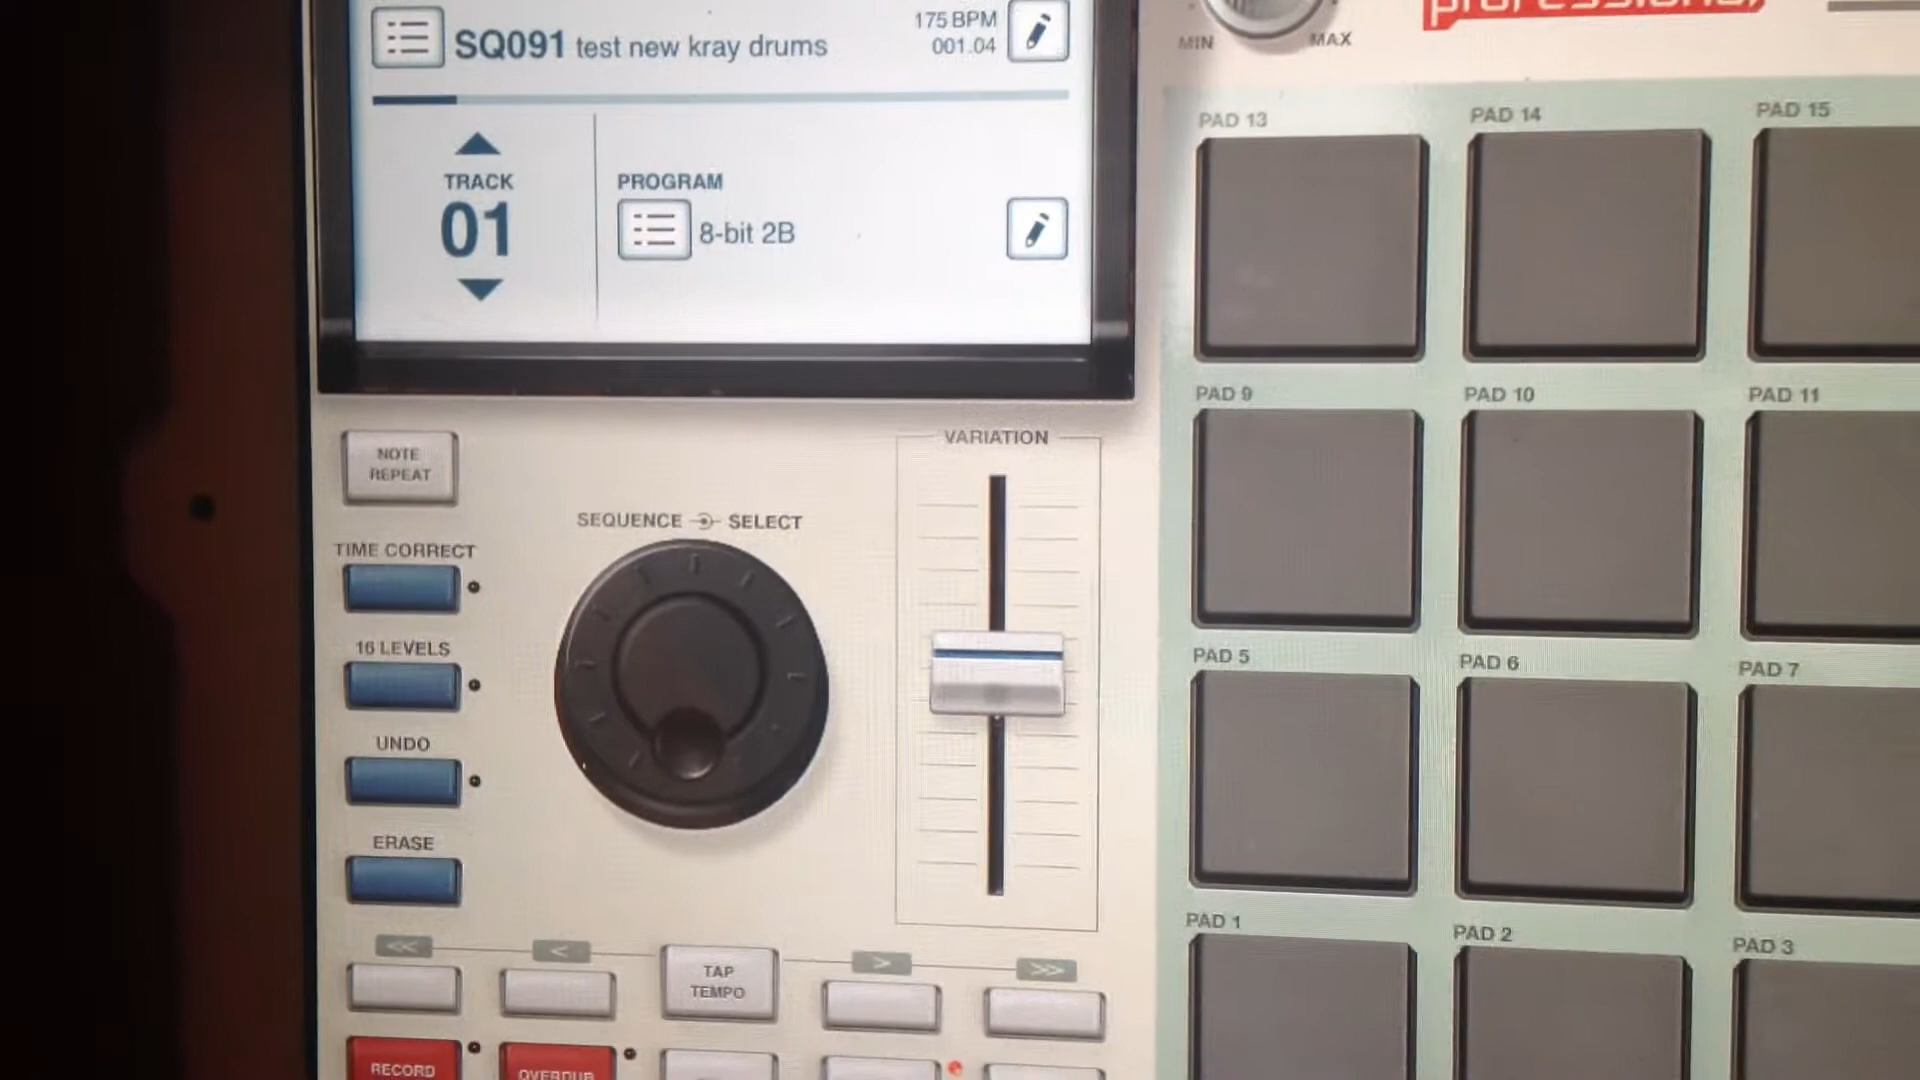 SQ091 test new kray drums
175 BPM
001.04
MIN
MAX
professional
TRACK
01
PROGRAM
8-bit 2B
PAD 13
PAD 14
PAD 15
NOTE
REPEAT
VARIATION
PAD 9
PAD 10
PAD 11
SEQUENCE SELECT
TIME CORRECT
16 LEVELS
UNDO
ERASE
PAD 5
PAD 6
PAD 7
<<
<
TAP
TEMPO
>
>>
PAD 1
PAD 2
PAD 3
RECORD
OVERDUB